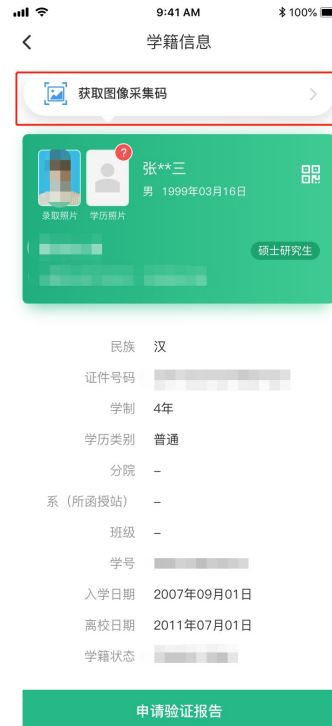 9:41 AM
100%
学籍信息
获取图像采集码
?
张**三
男 1999年03月16日
录取照片 学历照片
硕士研究生
民族 汉
证件号码
学制 4年
学历类别 普通
分院 –
系（所函授站） –
班级 –
学号
入学日期 2007年09月01日
离校日期 2011年07月01日
学籍状态
申请验证报告